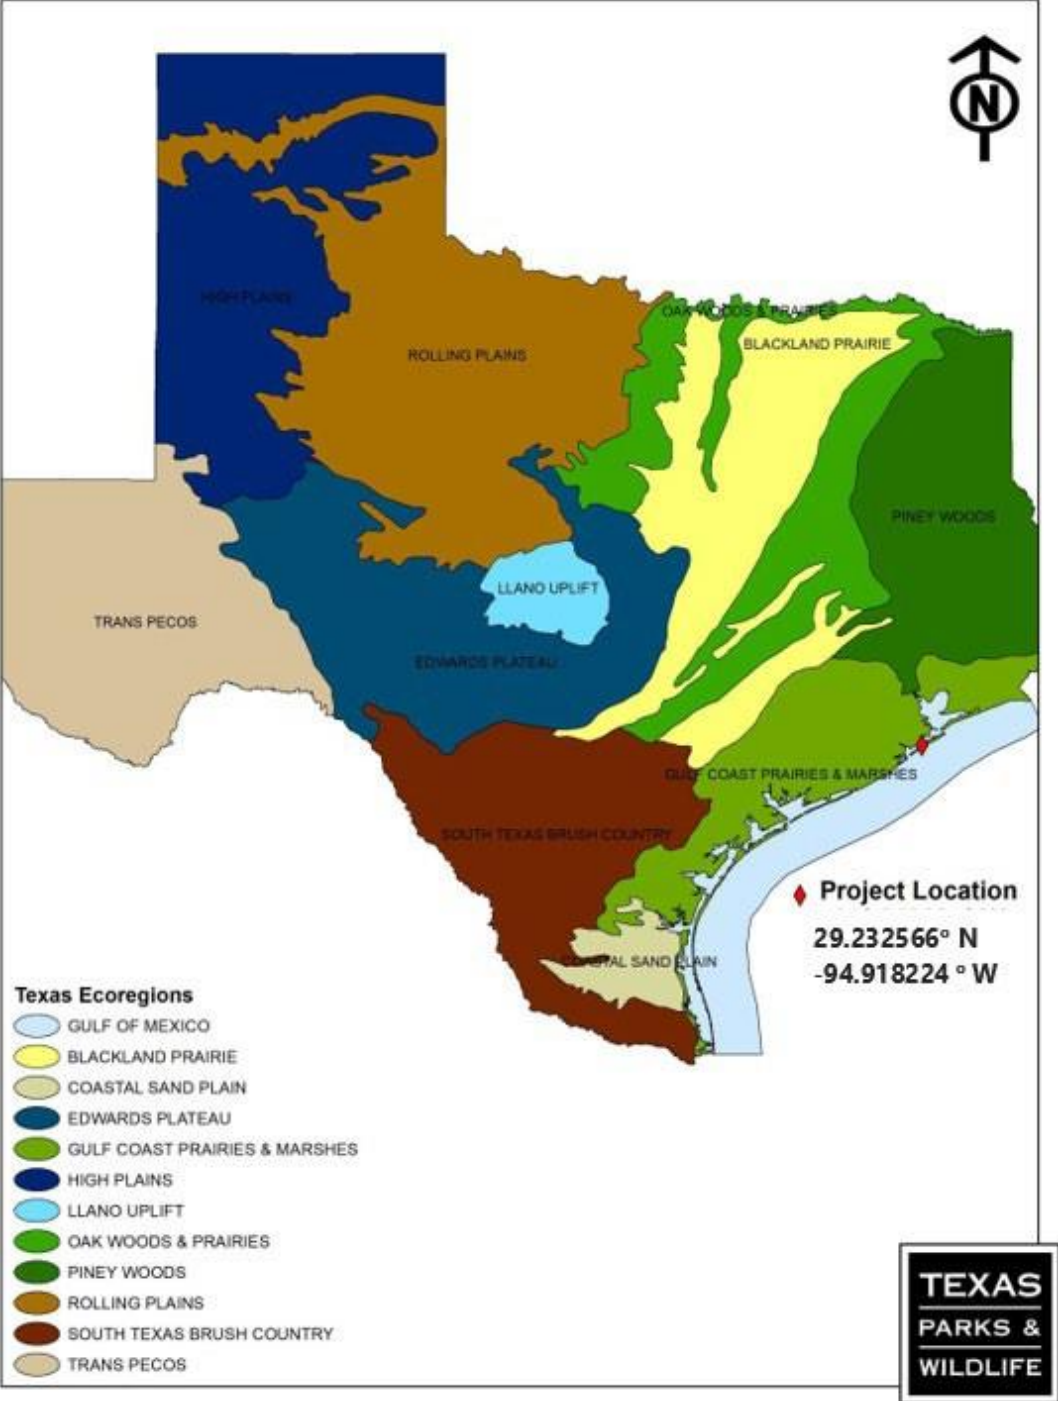 N
HIGH PLAINS
OAK WOODS & PRAIRIES
BLACKLAND PRAIRIE
ROLLING PLAINS
PINEY WOODS
LLANO UPLIFT
TRANS PECOS
EDWARDS PLATEAU
GULF COAST PRAIRIES & MARSHES
SOUTH TEXAS BRUSH COUNTRY
COASTAL SAND PLAIN
Project Location
29.232566° N
-94.918224 ° W
Texas Ecoregions
GULF OF MEXICO
BLACKLAND PRAIRIE
COASTAL SAND PLAIN
EDWARDS PLATEAU
GULF COAST PRAIRIES & MARSHES
HIGH PLAINS
LLANO UPLIFT
OAK WOODS & PRAIRIES
PINEY WOODS
ROLLING PLAINS
SOUTH TEXAS BRUSH COUNTRY
TRANS PECOS
TEXAS
PARKS &
WILDLIFE